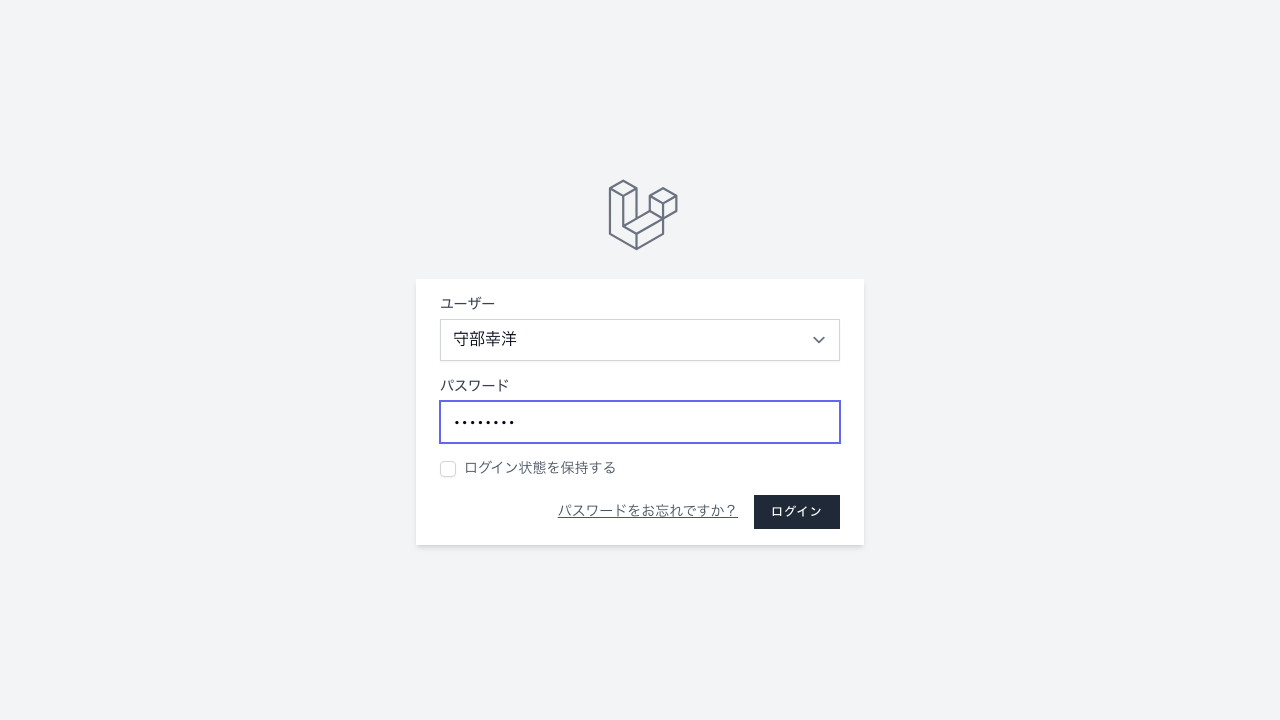 ユーザー
守部幸洋
パスワード
••••••••
ログイン状態を保持する
パスワードをお忘れですか？
ログイン